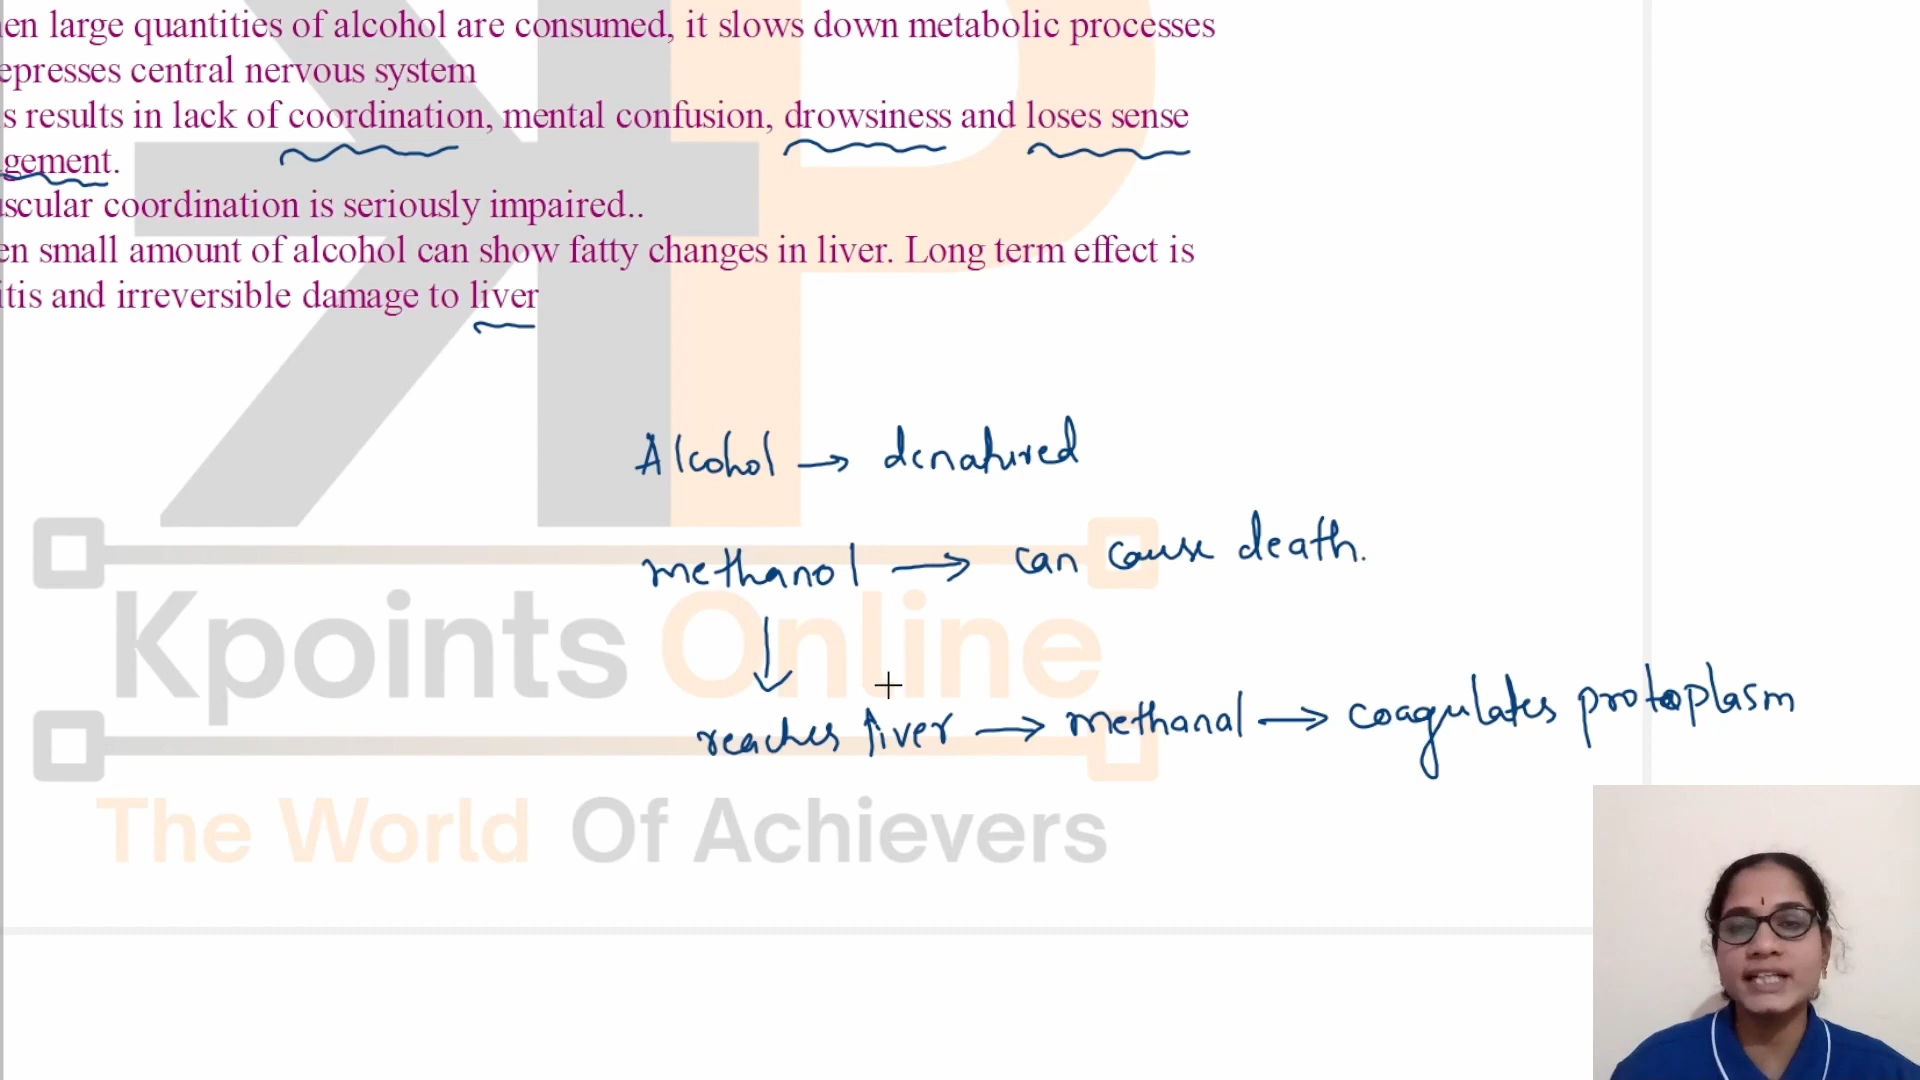 en large quantities of alcohol are consumed, it slows down metabolic processes
epresses central nervous system
s results in lack of coordination, mental confusion, drowsiness and loses sense
gement.
scular coordination is seriously impaired..
en small amount of alcohol can show fatty changes in liver. Long term effect is
itis and irreversible damage to liver
Alcohol → denatured
methanol → can cause death.
↓
reaches liver → methanal → coagulates protoplasm
Kpoints Online
The World Of Achievers
KP